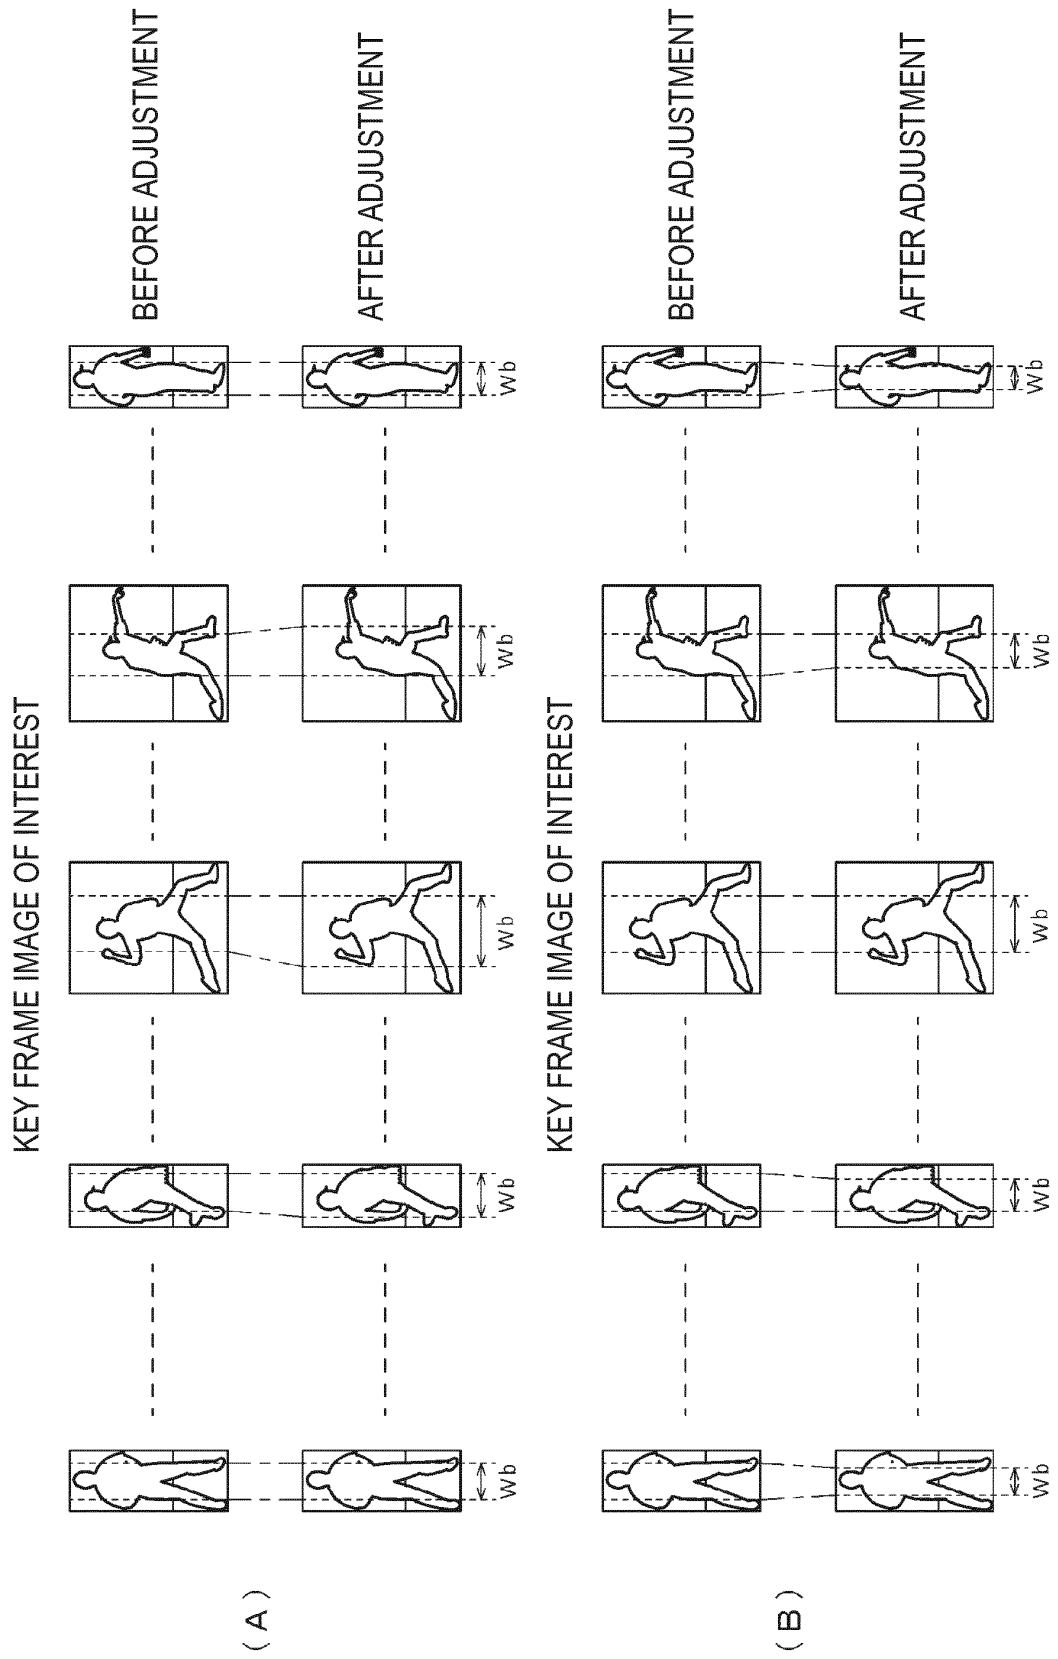 KEY FRAME IMAGE OF INTEREST
BEFORE ADJUSTMENT
( A )
AFTER ADJUSTMENT
Wb Wb Wb Wb Wb
KEY FRAME IMAGE OF INTEREST
BEFORE ADJUSTMENT
( B )
AFTER ADJUSTMENT
Wb Wb Wb Wb Wb